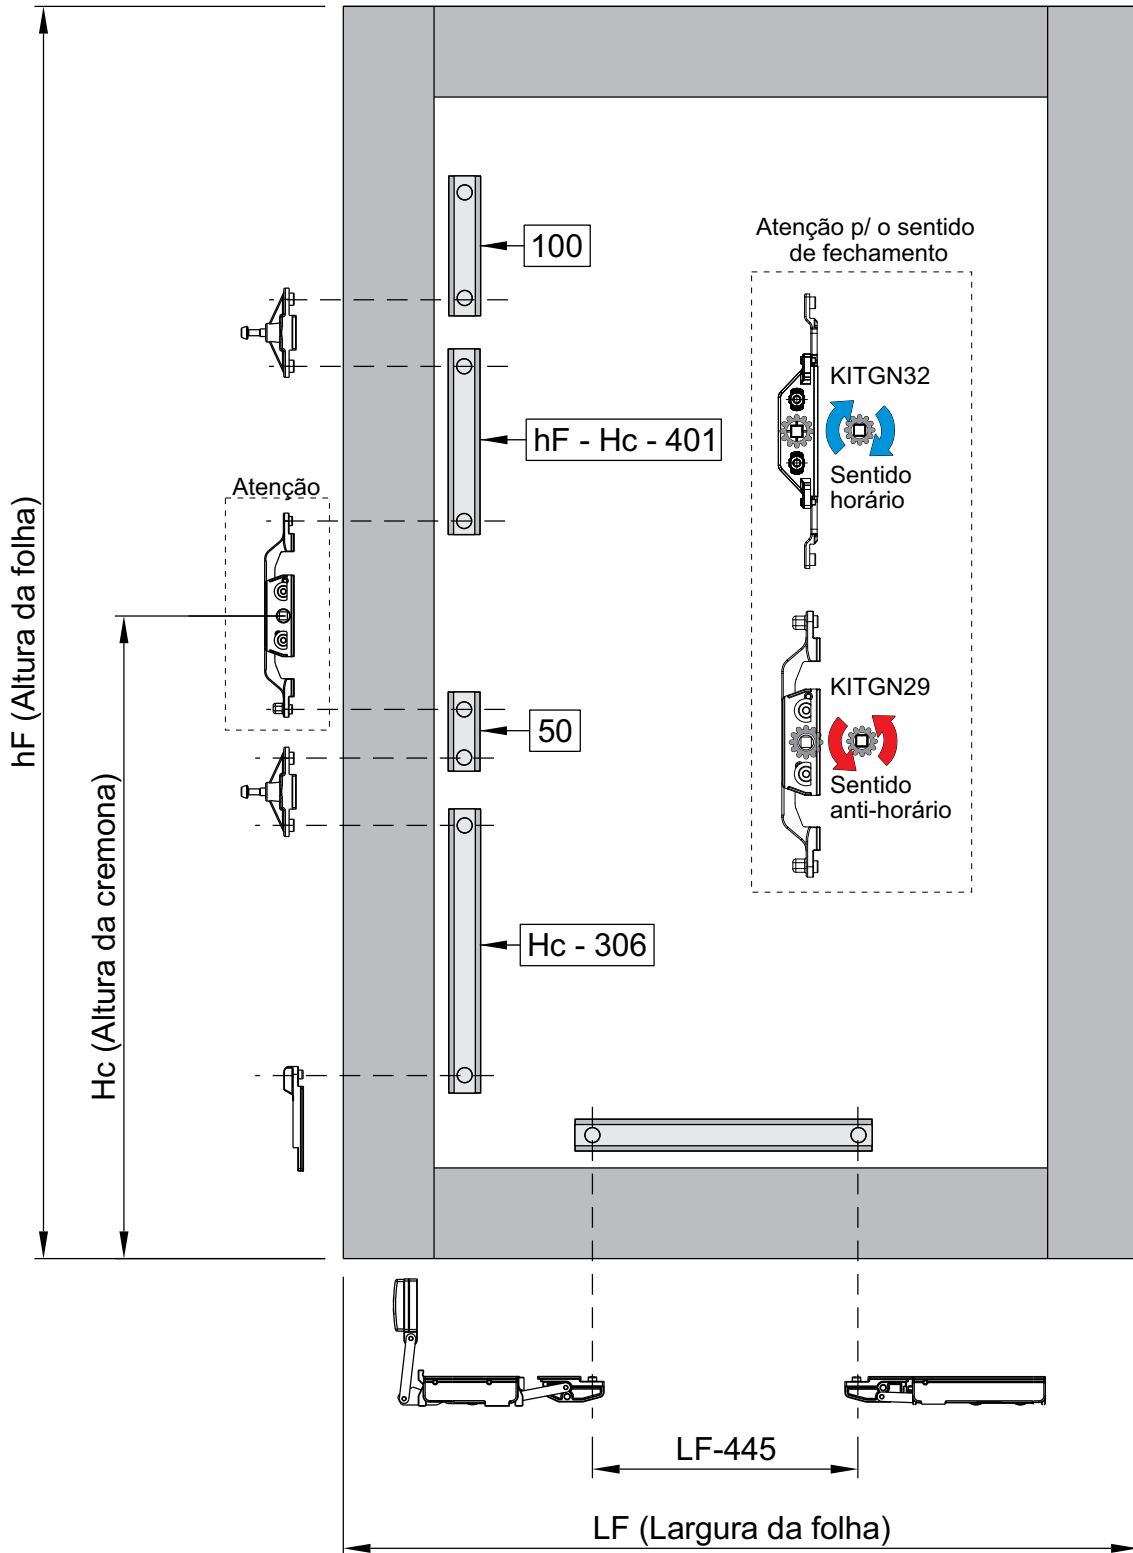 100
Atenção p/ o sentido
de fechamento
KITGN32
hF - Hc - 401
Sentido
horário
Atenção
hF (Altura da folha)
KITGN29
50
Sentido
anti-horário
Hc (Altura da cremona)
Hc - 306
LF-445
LF (Largura da folha)